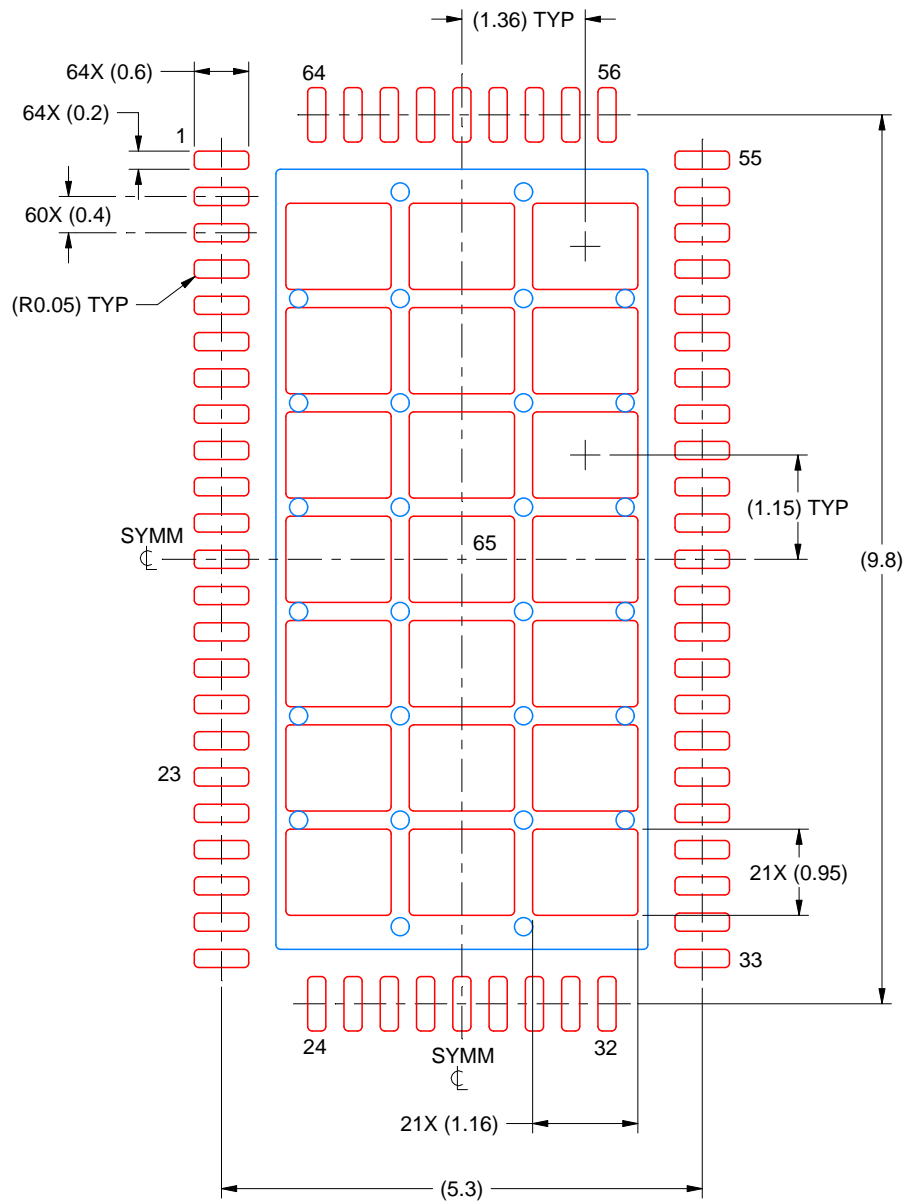 (1.36) TYP
64X (0.6)
64
56
64X (0.2)
1
55
60X (0.4)
(R0.05) TYP
(1.15) TYP
SYMM
65
(9.8)
23
21X (0.95)
33
24
32
SYMM
21X (1.16)
(5.3)